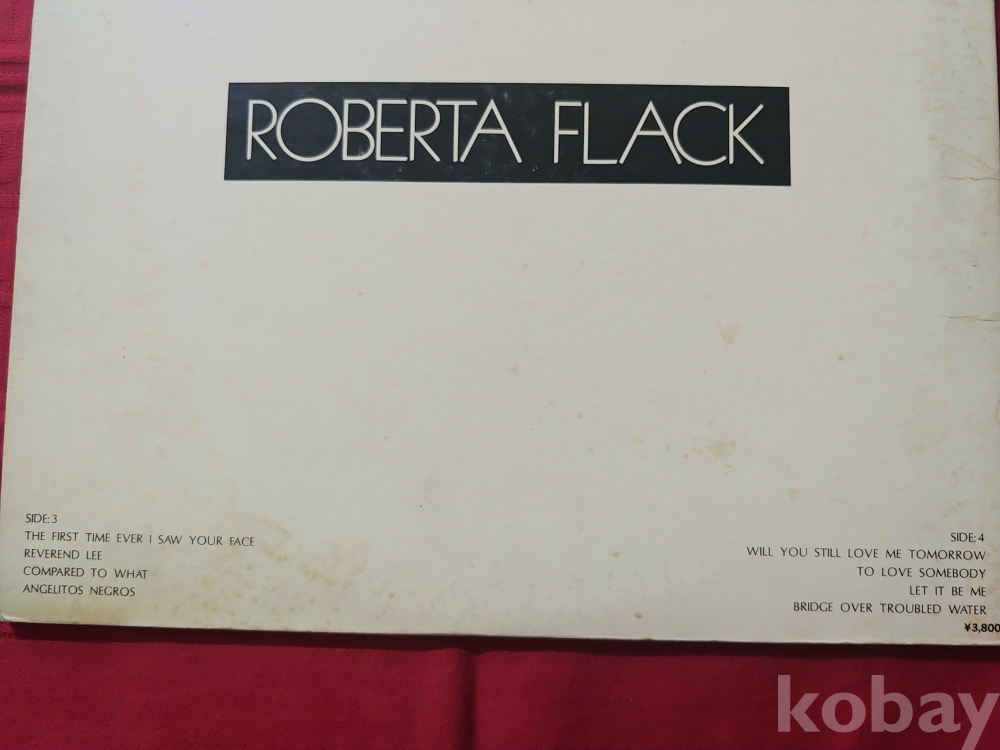 ROBERTA FLACK
SIDE: 3
THE FIRST TIME EVER I SAW YOUR FACE
REVEREND LEE
COMPARED TO WHAT
ANGELITOS NEGROS
SIDE: 4
WILL YOU STILL LOVE ME TOMORROW
TO LOVE SOMEBODY
LET IT BE ME
BRIDGE OVER TROUBLED WATER
¥3,800
kobay